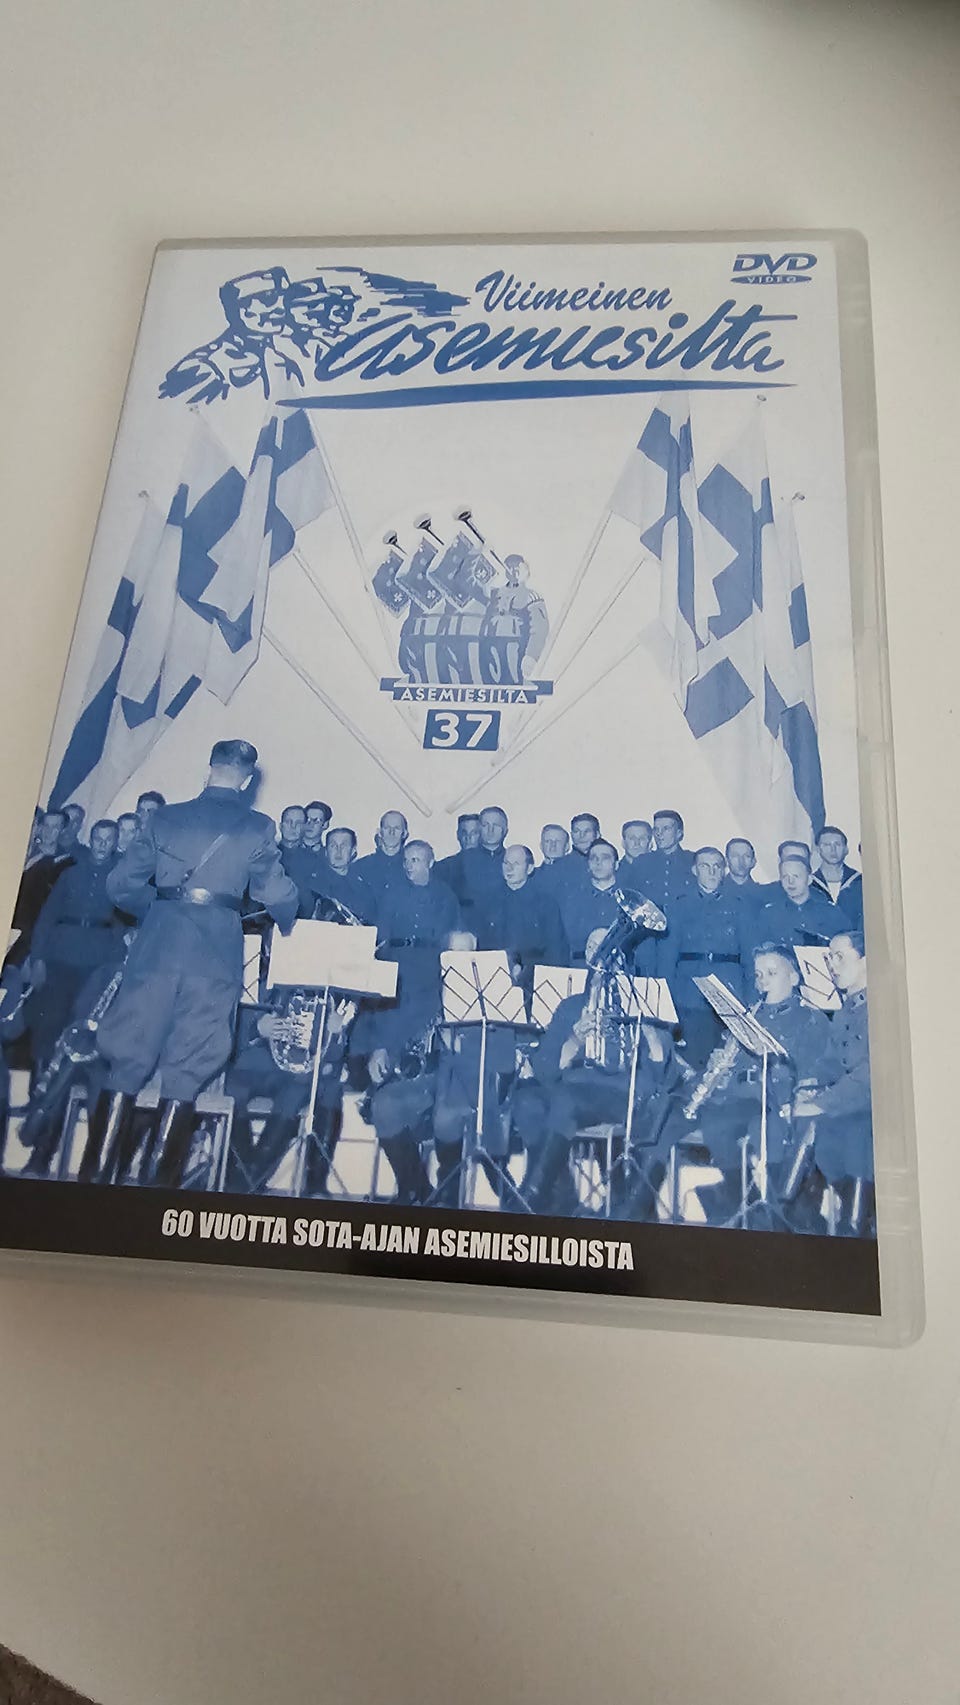 DVD
VIDEO
Viimeinen
asemiesilta
ASEMIESILTA
37
60 VUOTTA SOTA-AJAN ASEMIESILLOISTA